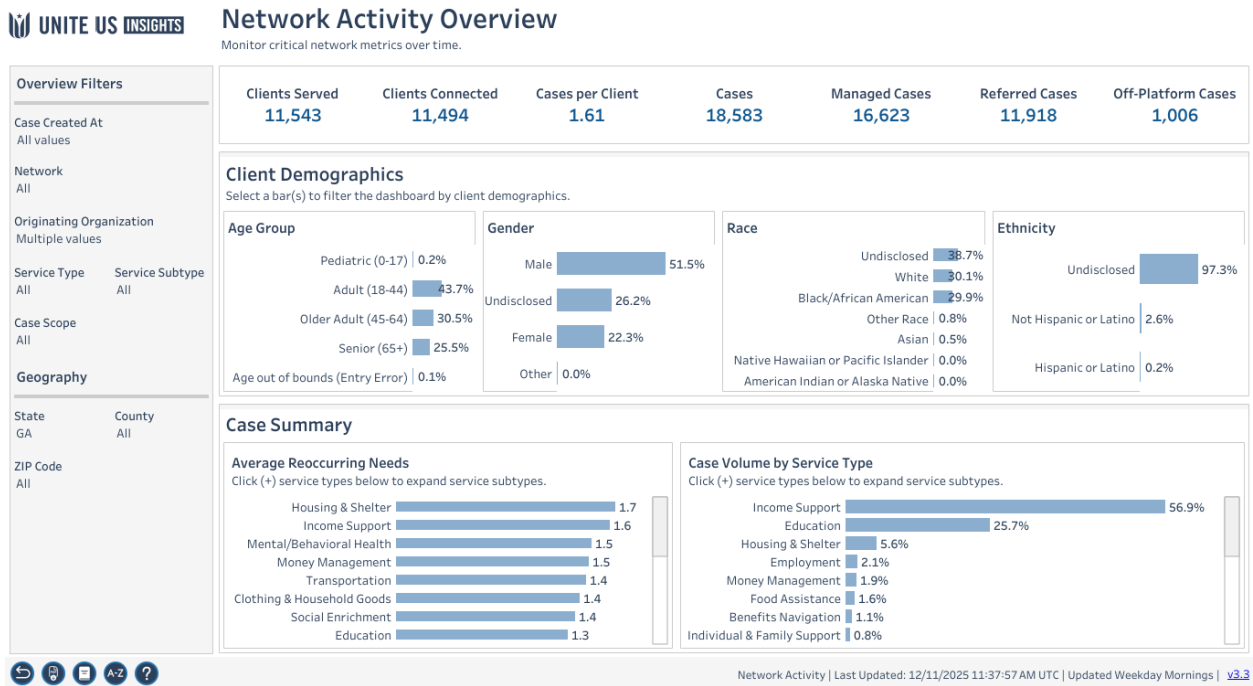 UNITE US INSIGHTS
Network Activity Overview
Monitor critical network metrics over time.
Overview Filters
Case Created At
All values
Network
All
Originating Organization
Multiple values
Service Type Service Subtype
All All
Case Scope
All
Geography
State County
GA All
ZIP Code
All
Clients Served Clients Connected Cases per Client Cases Managed Cases Referred Cases Off-Platform Cases
11,543 11,494 1.61 18,583 16,623 11,918 1,006
Client Demographics
Select a bar(s) to filter the dashboard by client demographics.
Age Group
Pediatric (0-17) 0.2%
Adult (18-44) 43.7%
Older Adult (45-64) 30.5%
Senior (65+) 25.5%
Age out of bounds (Entry Error) 0.1%
Gender
Male 51.5%
Undisclosed 26.2%
Female 22.3%
Other 0.0%
Race
Undisclosed 38.7%
White 30.1%
Black/African American 29.9%
Other Race 0.8%
Asian 0.5%
Native Hawaiian or Pacific Islander 0.0%
American Indian or Alaska Native 0.0%
Ethnicity
Undisclosed 97.3%
Not Hispanic or Latino 2.6%
Hispanic or Latino 0.2%
Case Summary
Average Reoccurring Needs
Click (+) service types below to expand service subtypes.
Housing & Shelter 1.7
Income Support 1.6
Mental/Behavioral Health 1.5
Money Management 1.5
Transportation 1.4
Clothing & Household Goods 1.4
Social Enrichment 1.4
Education 1.3
Case Volume by Service Type
Click (+) service types below to expand service subtypes.
Income Support 56.9%
Education 25.7%
Housing & Shelter 5.6%
Employment 2.1%
Money Management 1.9%
Food Assistance 1.6%
Benefits Navigation 1.1%
Individual & Family Support 0.8%
A-Z ?
Network Activity | Last Updated: 12/11/2025 11:37:57 AM UTC | Updated Weekday Mornings | v3.3